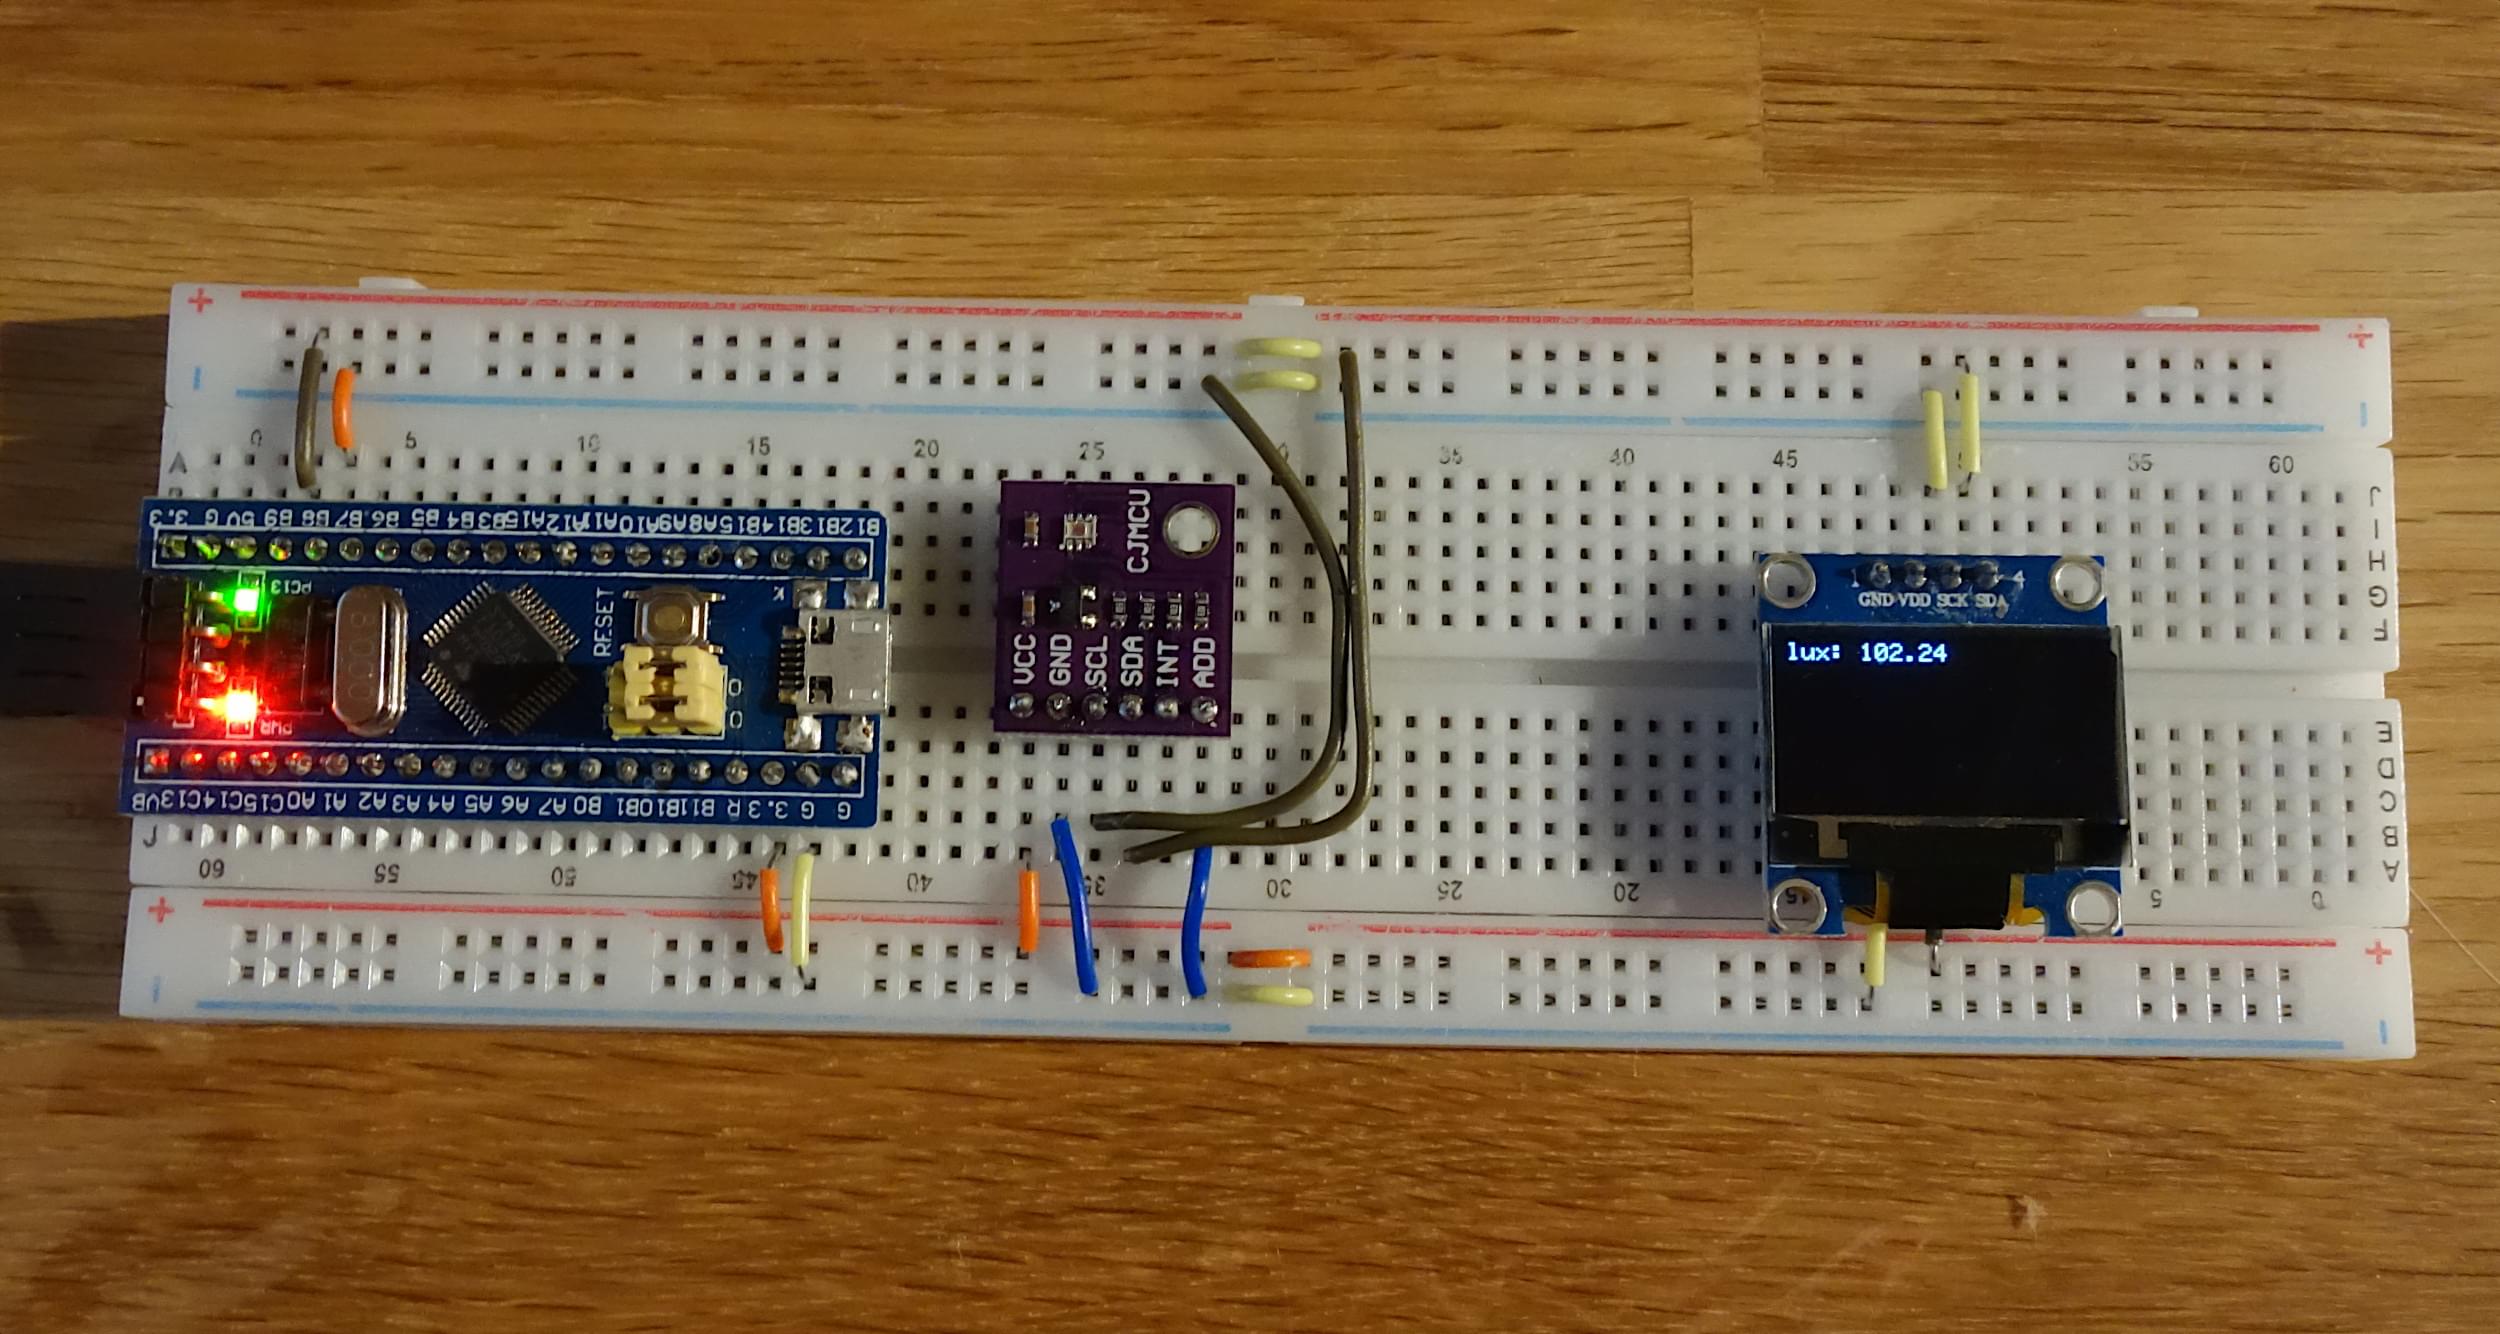 + +
- -
0 5 10 15 20 25 35 40 45 55 60
A
3.3 G 5V B9 B8 B7 B6 B5 B4 B3 A15 A12 A11 A10 A9 A8 B15 B14 B13 B12
PC13
RESET
PWR
VB C13 C14 C15 A0 A1 A2 A3 A4 A5 A6 A7 B0 B1 B10 B11 R 3.3 G G
CJMCU
VCC
GND
SCL
SDA
INT
ADD
1 4
GND VDD SCK SDA
lux: 102.24
J
I
H
G
F
E
D
C
B
A
J
60 55 50 45 40 35 30 25 20 5 0
+ +
- -